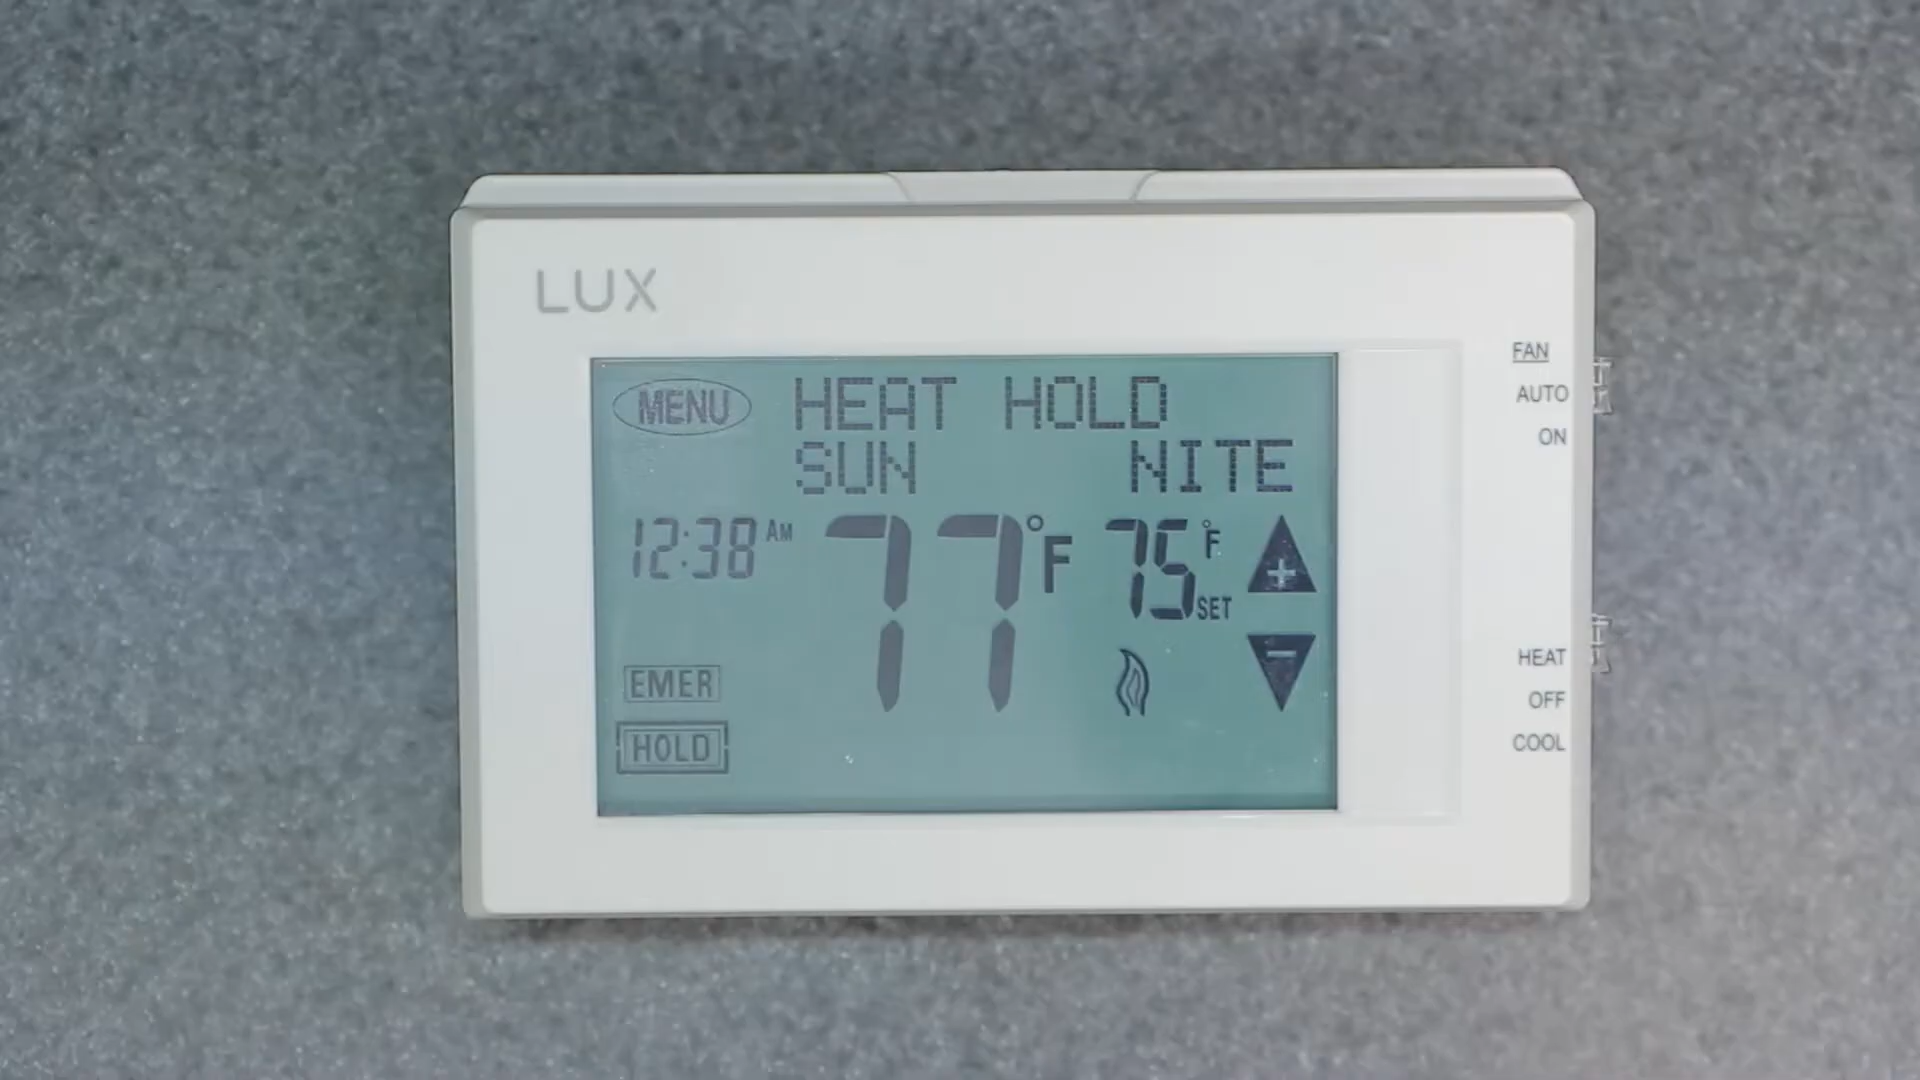 LUX
MENU HEAT HOLD
SUN NITE
12:38 AM 77°F 75°F SET
+
-
EMER
HOLD
FAN
AUTO
ON
HEAT
OFF
COOL